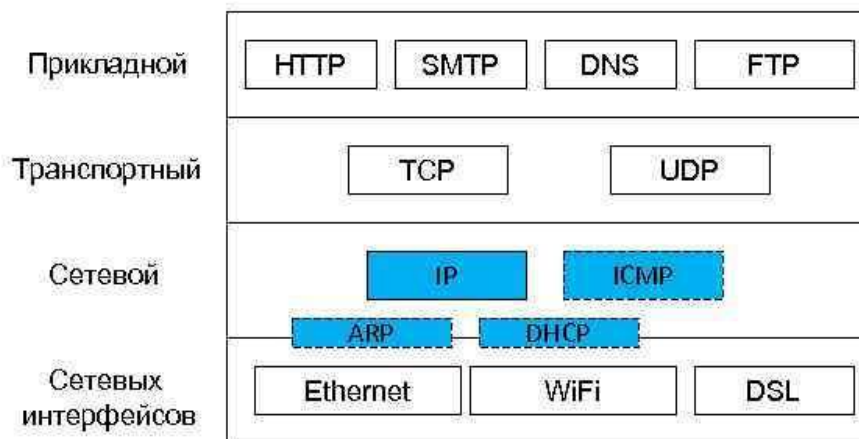 Прикладной HTTP SMTP DNS FTP
Транспортный TCP UDP
Сетевой IP ICMP
ARP DHCP
Сетевых
интерфейсов Ethernet WiFi DSL